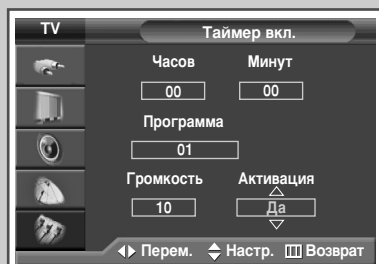 TV
Таймер вкл.
Часов Минут
00 00
Программа
01
Громкость Активация
10 Да
Перем. Настр. Возврат